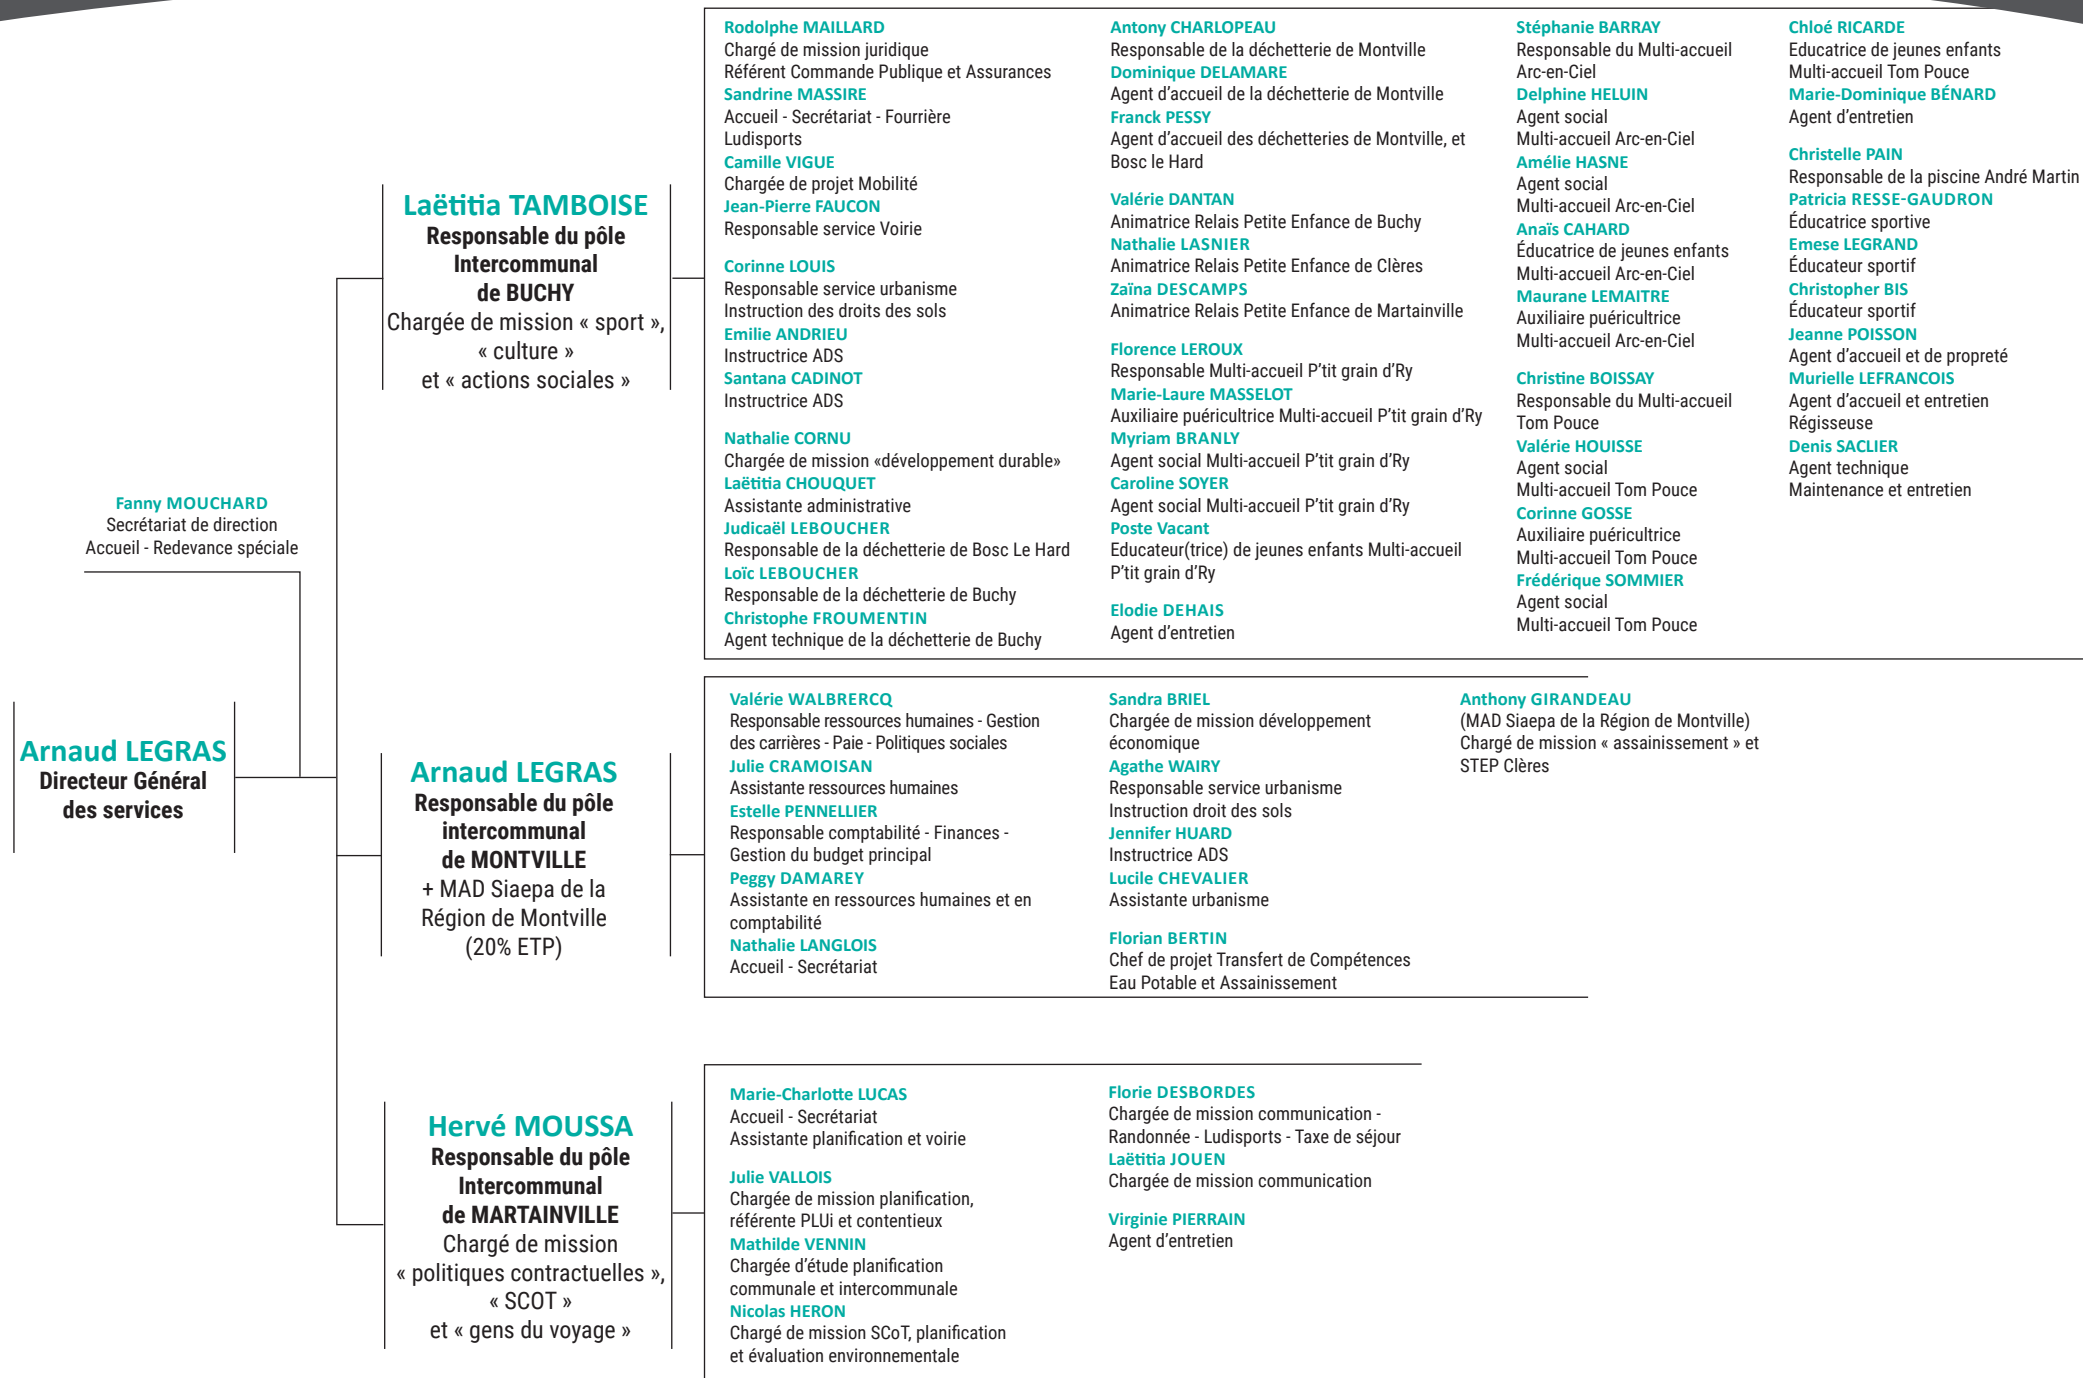 Rodolphe MAILLARD
Chargé de mission juridique
Référent Commande Publique et Assurances
Sandrine MASSIRE
Accueil - Secrétariat - Fourrière
Ludisports
Camille VIGUE
Chargée de projet Mobilité
Jean-Pierre FAUCON
Responsable service Voirie
Corinne LOUIS
Responsable service urbanisme
Instruction des droits des sols
Emilie ANDRIEU
Instructrice ADS
Santana CADINOT
Instructrice ADS
Nathalie CORNU
Chargée de mission «développement durable»
Laëtitia CHOUQUET
Assistante administrative
Judicaël LEBOUCHER
Responsable de la déchetterie de Bosc Le Hard
Loïc LEBOUCHER
Responsable de la déchetterie de Buchy
Christophe FROUMENTIN
Agent technique de la déchetterie de Buchy
Antony CHARLOPEAU
Responsable de la déchetterie de Montville
Dominique DELAMARE
Agent d'accueil de la déchetterie de Montville
Franck PESSY
Agent d'accueil des déchetteries de Montville, et
Bosc le Hard
Valérie DANTAN
Animatrice Relais Petite Enfance de Buchy
Nathalie LASNIER
Animatrice Relais Petite Enfance de Clères
Zaïna DESCAMPS
Animatrice Relais Petite Enfance de Martainville
Florence LEROUX
Responsable Multi-accueil P'tit grain d'Ry
Marie-Laure MASSELOT
Auxiliaire puéricultrice Multi-accueil P'tit grain d'Ry
Myriam BRANLY
Agent social Multi-accueil P'tit grain d'Ry
Caroline SOYER
Agent social Multi-accueil P'tit grain d'Ry
Poste Vacant
Educateur(trice) de jeunes enfants Multi-accueil
P'tit grain d'Ry
Elodie DEHAIS
Agent d'entretien
Stéphanie BARRAY
Responsable du Multi-accueil
Arc-en-Ciel
Delphine HELUIN
Agent social
Multi-accueil Arc-en-Ciel
Amélie HASNE
Agent social
Multi-accueil Arc-en-Ciel
Anaïs CAHARD
Éducatrice de jeunes enfants
Multi-accueil Arc-en-Ciel
Maurane LEMAITRE
Auxiliaire puéricultrice
Multi-accueil Arc-en-Ciel
Christine BOISSAY
Responsable du Multi-accueil
Tom Pouce
Valérie HOUISSE
Agent social
Multi-accueil Tom Pouce
Corinne GOSSE
Auxiliaire puéricultrice
Multi-accueil Tom Pouce
Frédérique SOMMIER
Agent social
Multi-accueil Tom Pouce
Chloé RICARDE
Educatrice de jeunes enfants
Multi-accueil Tom Pouce
Marie-Dominique BÉNARD
Agent d'entretien
Christelle PAIN
Responsable de la piscine André Martin
Patricia RESSE-GAUDRON
Éducatrice sportive
Emese LEGRAND
Éducateur sportif
Christopher BIS
Éducateur sportif
Jeanne POISSON
Agent d'accueil et de propreté
Murielle LEFRANCOIS
Agent d'accueil et entretien
Régisseuse
Denis SACLIER
Agent technique
Maintenance et entretien
Laëtitia TAMBOISE
Responsable du pôle
Intercommunal
de BUCHY
Chargée de mission « sport »,
« culture »
et « actions sociales »
Fanny MOUCHARD
Secrétariat de direction
Accueil - Redevance spéciale
Arnaud LEGRAS
Directeur Général
des services
Arnaud LEGRAS
Responsable du pôle
intercommunal
de MONTVILLE
+ MAD Siaepa de la
Région de Montville
(20% ETP)
Valérie WALBRERCQ
Responsable ressources humaines - Gestion
des carrières - Paie - Politiques sociales
Julie CRAMOISAN
Assistante ressources humaines
Estelle PENNELLIER
Responsable comptabilité - Finances -
Gestion du budget principal
Peggy DAMAREY
Assistante en ressources humaines et en
comptabilité
Nathalie LANGLOIS
Accueil - Secrétariat
Sandra BRIEL
Chargée de mission développement
économique
Agathe WAIRY
Responsable service urbanisme
Instruction droit des sols
Jennifer HUARD
Instructrice ADS
Lucile CHEVALIER
Assistante urbanisme
Florian BERTIN
Chef de projet Transfert de Compétences
Eau Potable et Assainissement
Anthony GIRANDEAU
(MAD Siaepa de la Région de Montville)
Chargé de mission « assainissement » et
STEP Clères
Hervé MOUSSA
Responsable du pôle
Intercommunal
de MARTAINVILLE
Chargé de mission
« politiques contractuelles »,
« SCOT »
et « gens du voyage »
Marie-Charlotte LUCAS
Accueil - Secrétariat
Assistante planification et voirie
Julie VALLOIS
Chargée de mission planification,
référente PLUi et contentieux
Mathilde VENNIN
Chargée d'étude planification
communale et intercommunale
Nicolas HERON
Chargé de mission SCoT, planification
et évaluation environnementale
Florie DESBORDES
Chargée de mission communication -
Randonnée - Ludisports - Taxe de séjour
Laëtitia JOUEN
Chargée de mission communication
Virginie PIERRAIN
Agent d'entretien